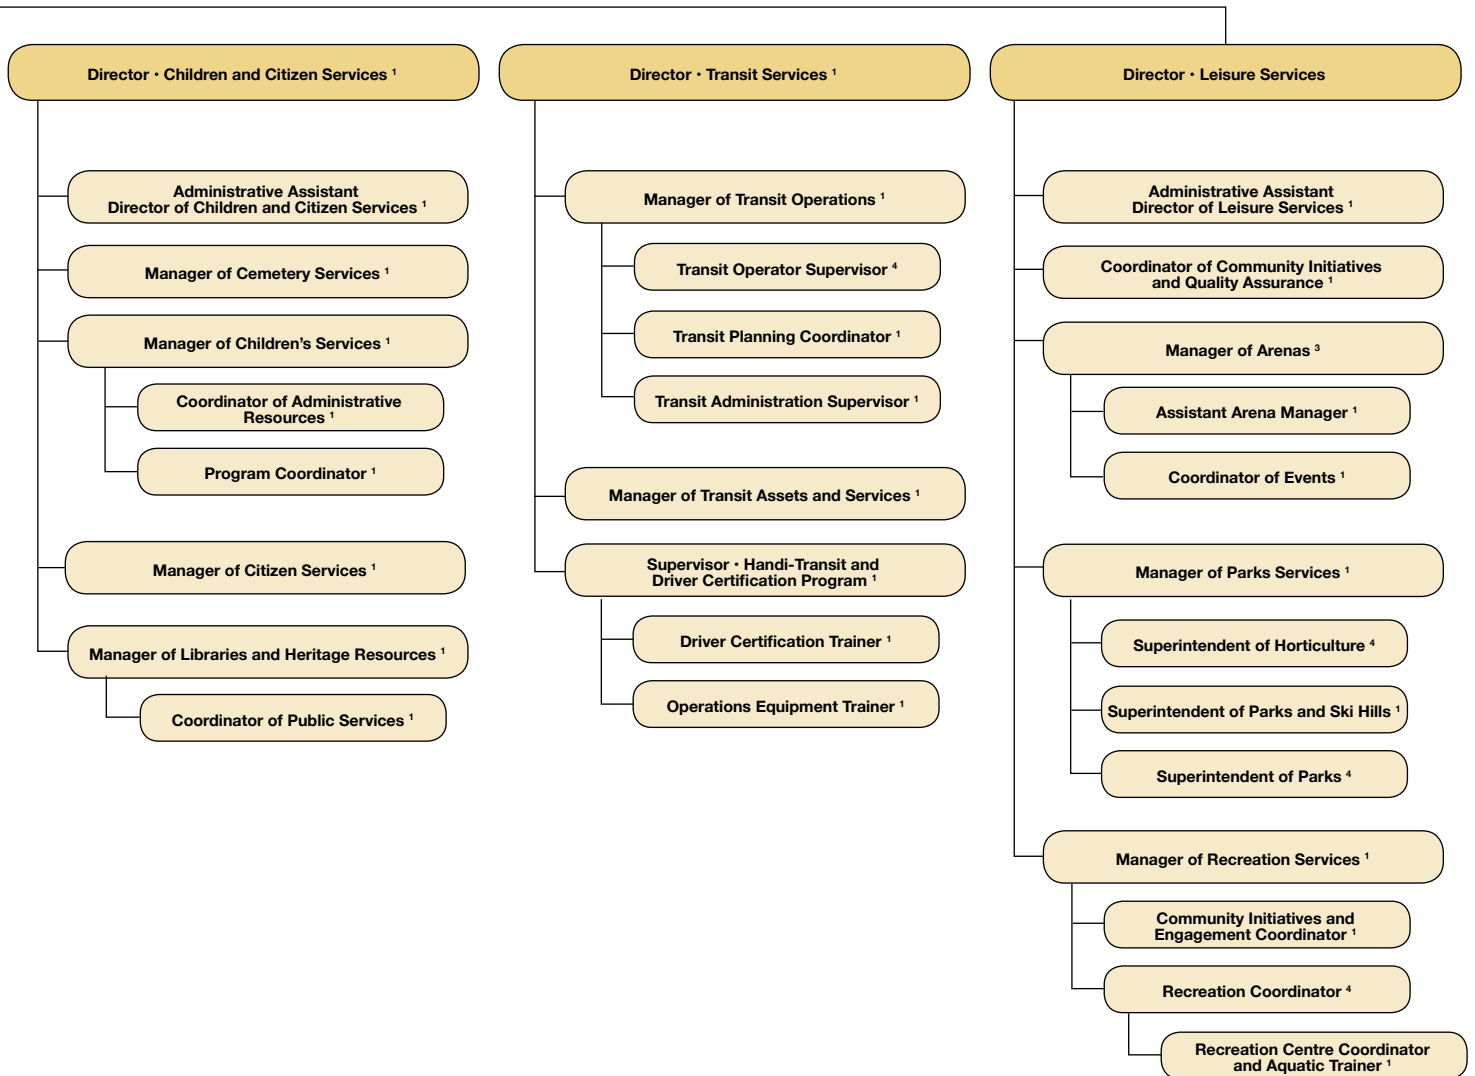 Director · Children and Citizen Services ¹
Administrative Assistant
Director of Children and Citizen Services ¹
Manager of Cemetery Services ¹
Manager of Children's Services ¹
Coordinator of Administrative
Resources ¹
Program Coordinator ¹
Manager of Citizen Services ¹
Manager of Libraries and Heritage Resources ¹
Coordinator of Public Services ¹
Director · Transit Services ¹
Manager of Transit Operations ¹
Transit Operator Supervisor ⁴
Transit Planning Coordinator ¹
Transit Administration Supervisor ¹
Manager of Transit Assets and Services ¹
Supervisor · Handi-Transit and
Driver Certification Program ¹
Driver Certification Trainer ¹
Operations Equipment Trainer ¹
Director · Leisure Services
Administrative Assistant
Director of Leisure Services ¹
Coordinator of Community Initiatives
and Quality Assurance ¹
Manager of Arenas ³
Assistant Arena Manager ¹
Coordinator of Events ¹
Manager of Parks Services ¹
Superintendent of Horticulture ⁴
Superintendent of Parks and Ski Hills ¹
Superintendent of Parks ⁴
Manager of Recreation Services ¹
Community Initiatives and
Engagement Coordinator ¹
Recreation Coordinator ⁴
Recreation Centre Coordinator
and Aquatic Trainer ¹